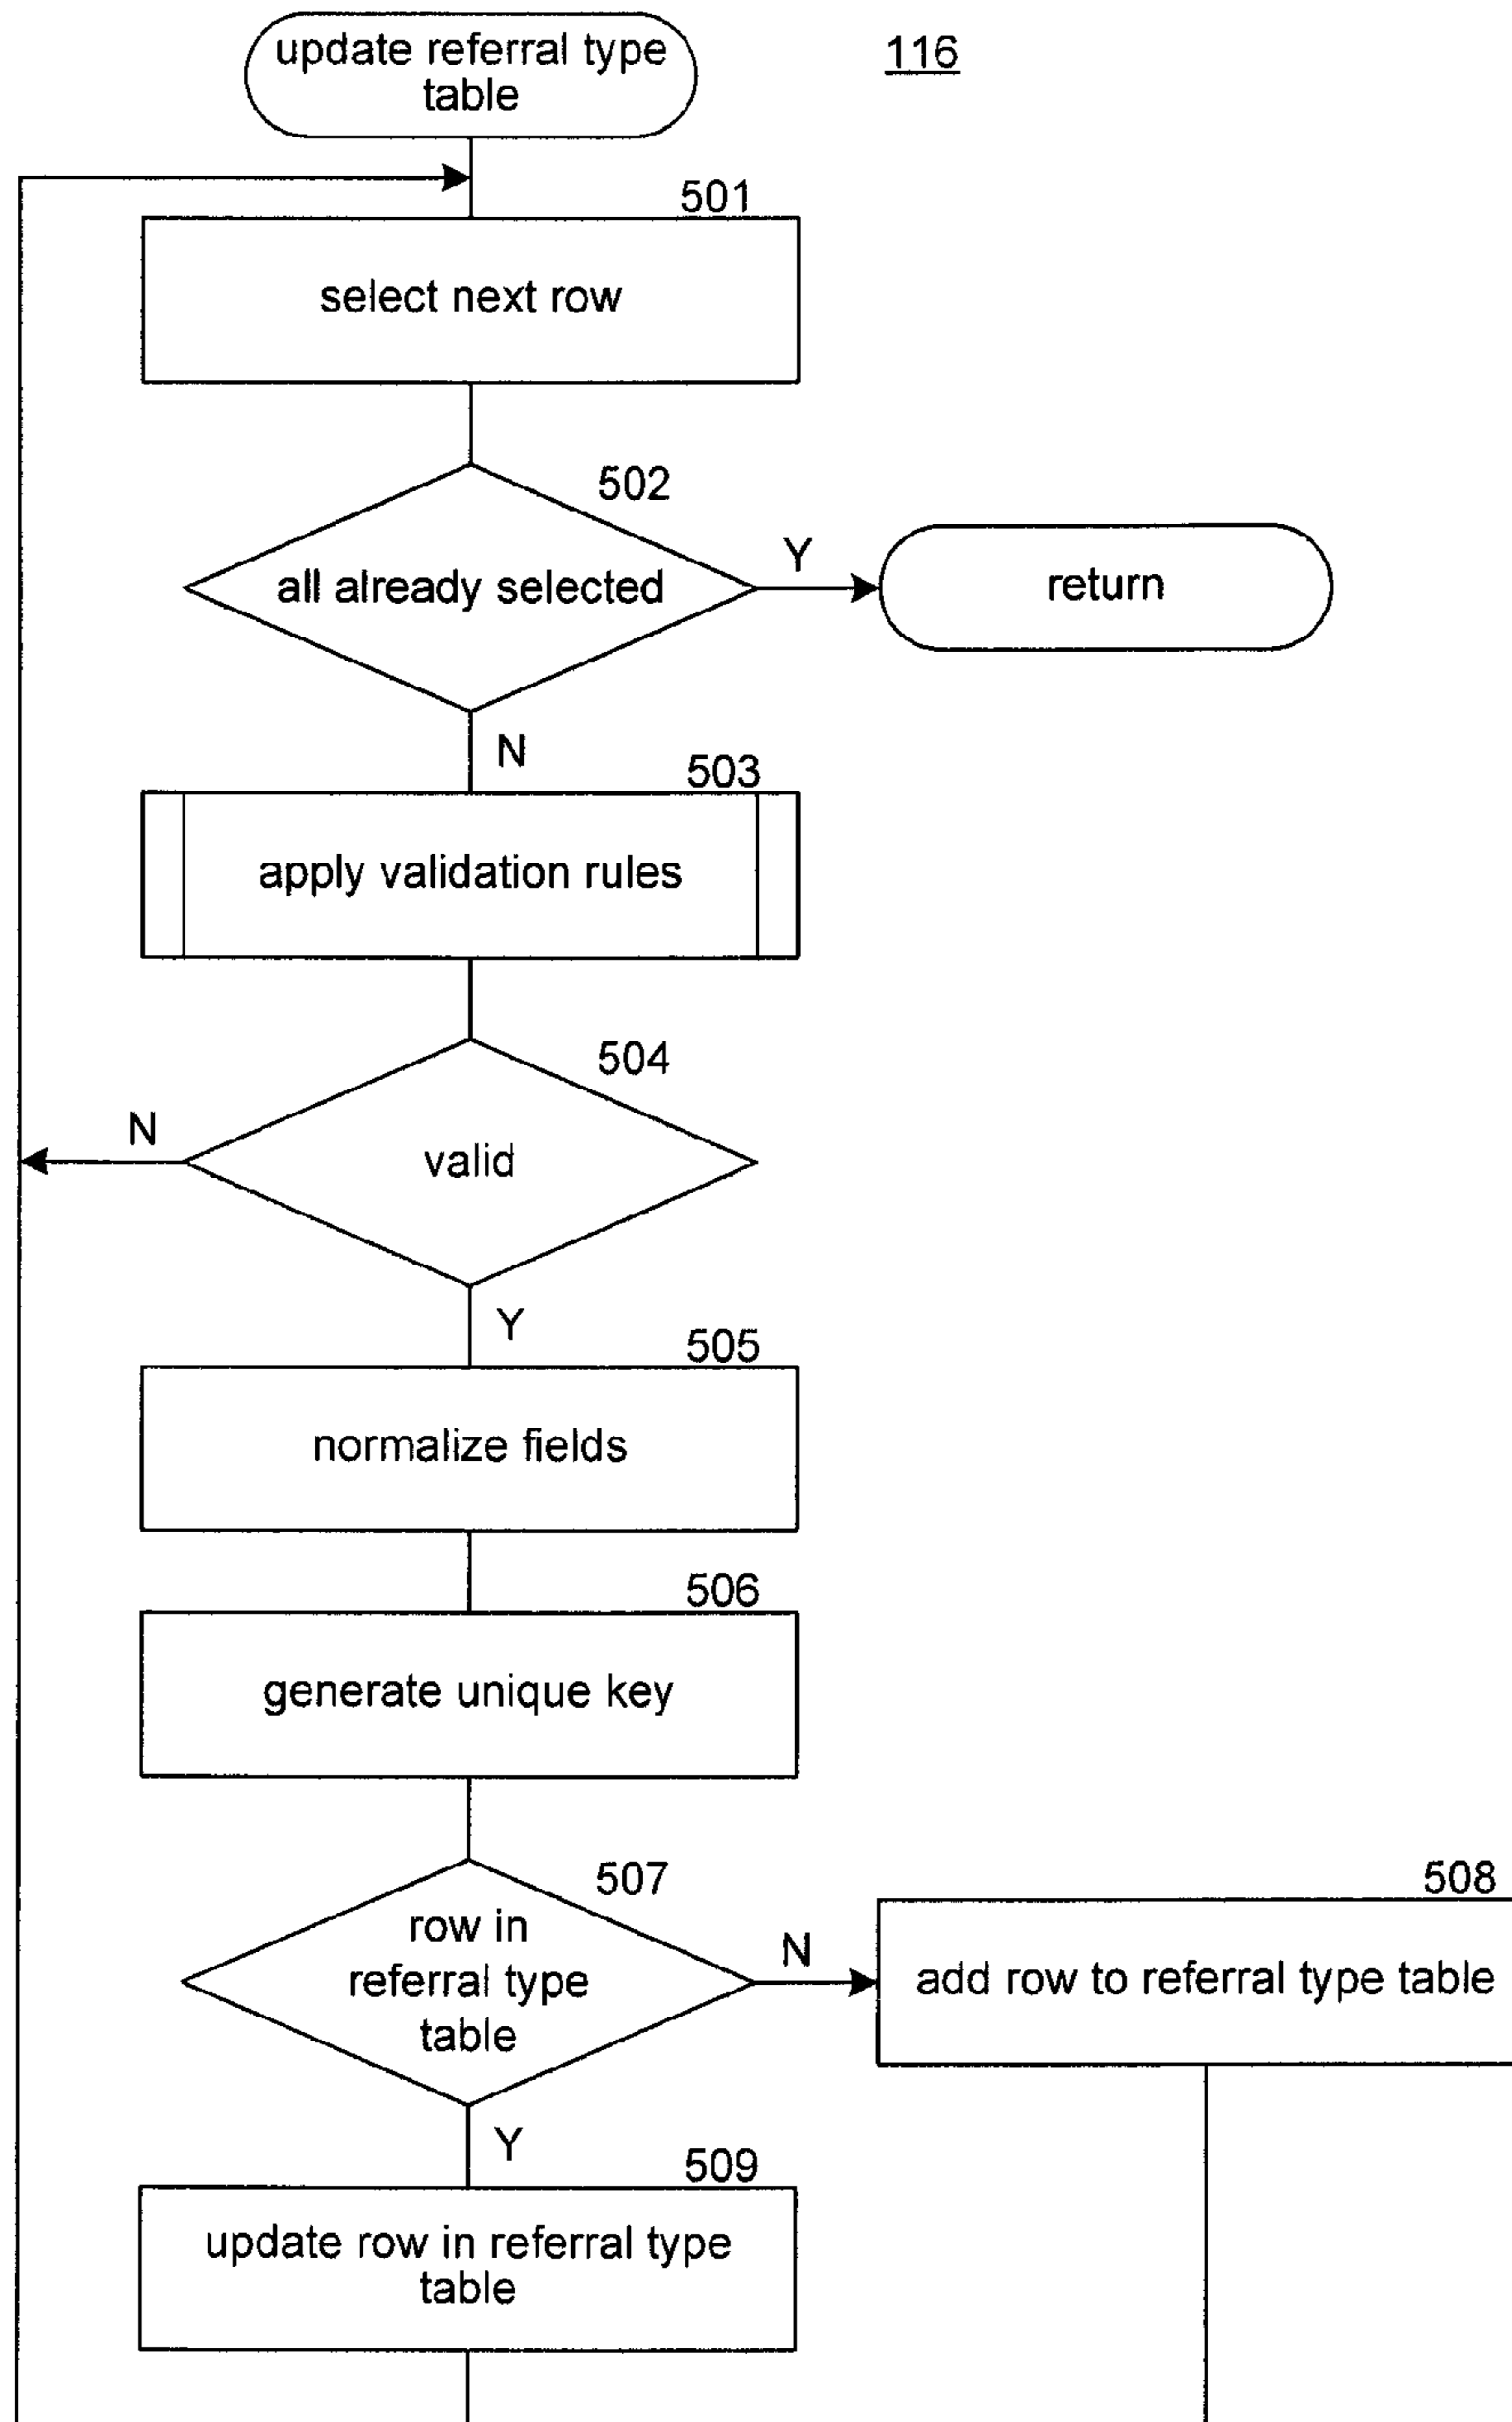 update referral type
table
116
501
select next row
502
all already selected
Y
return
N
503
apply validation rules
504
N
valid
Y
505
normalize fields
506
generate unique key
507
508
row in
referral type
table
N
add row to referral type table
Y
509
update row in referral type
table